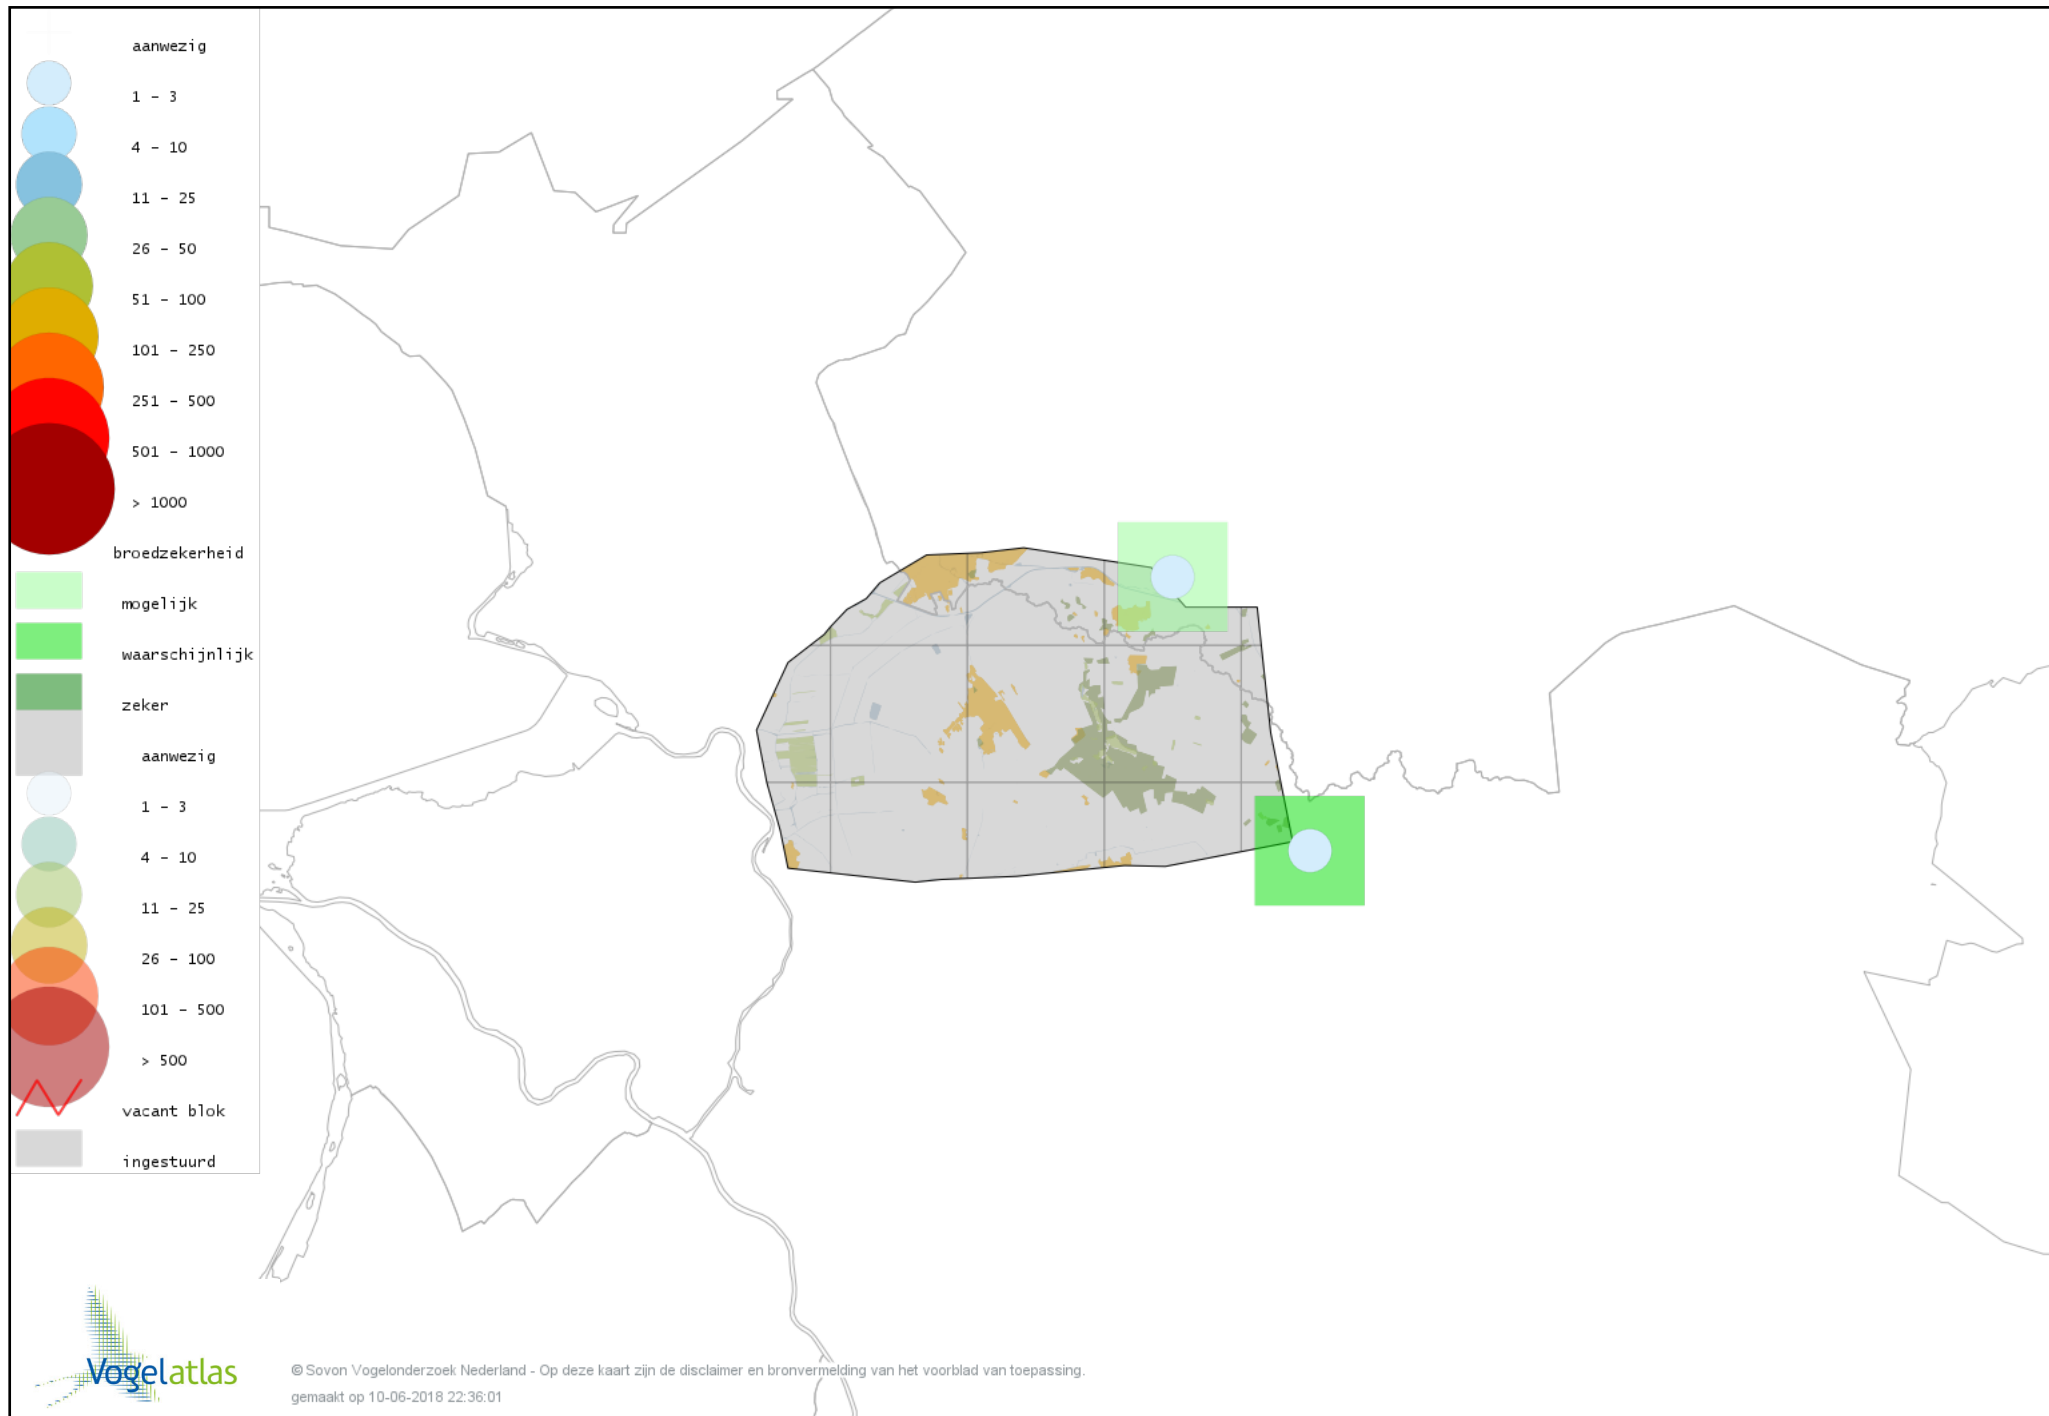 aanwezig
1 - 3
4 - 10
11 - 25
26 - 50
51 - 100
101 - 250
251 - 500
501 - 1000
> 1000
broedzekerheid
mogelijk
waarschijnlijk
zeker
aanwezig
1 - 3
4 - 10
11 - 25
26 - 100
101 - 500
> 500
vacant blok
ingestuurd
Vogelatlas
© Sovon Vogelonderzoek Nederland - Op deze kaart zijn de disclaimer en bronvermelding van het voorblad van toepassing.
gemaakt op 10-06-2018 22:36:01